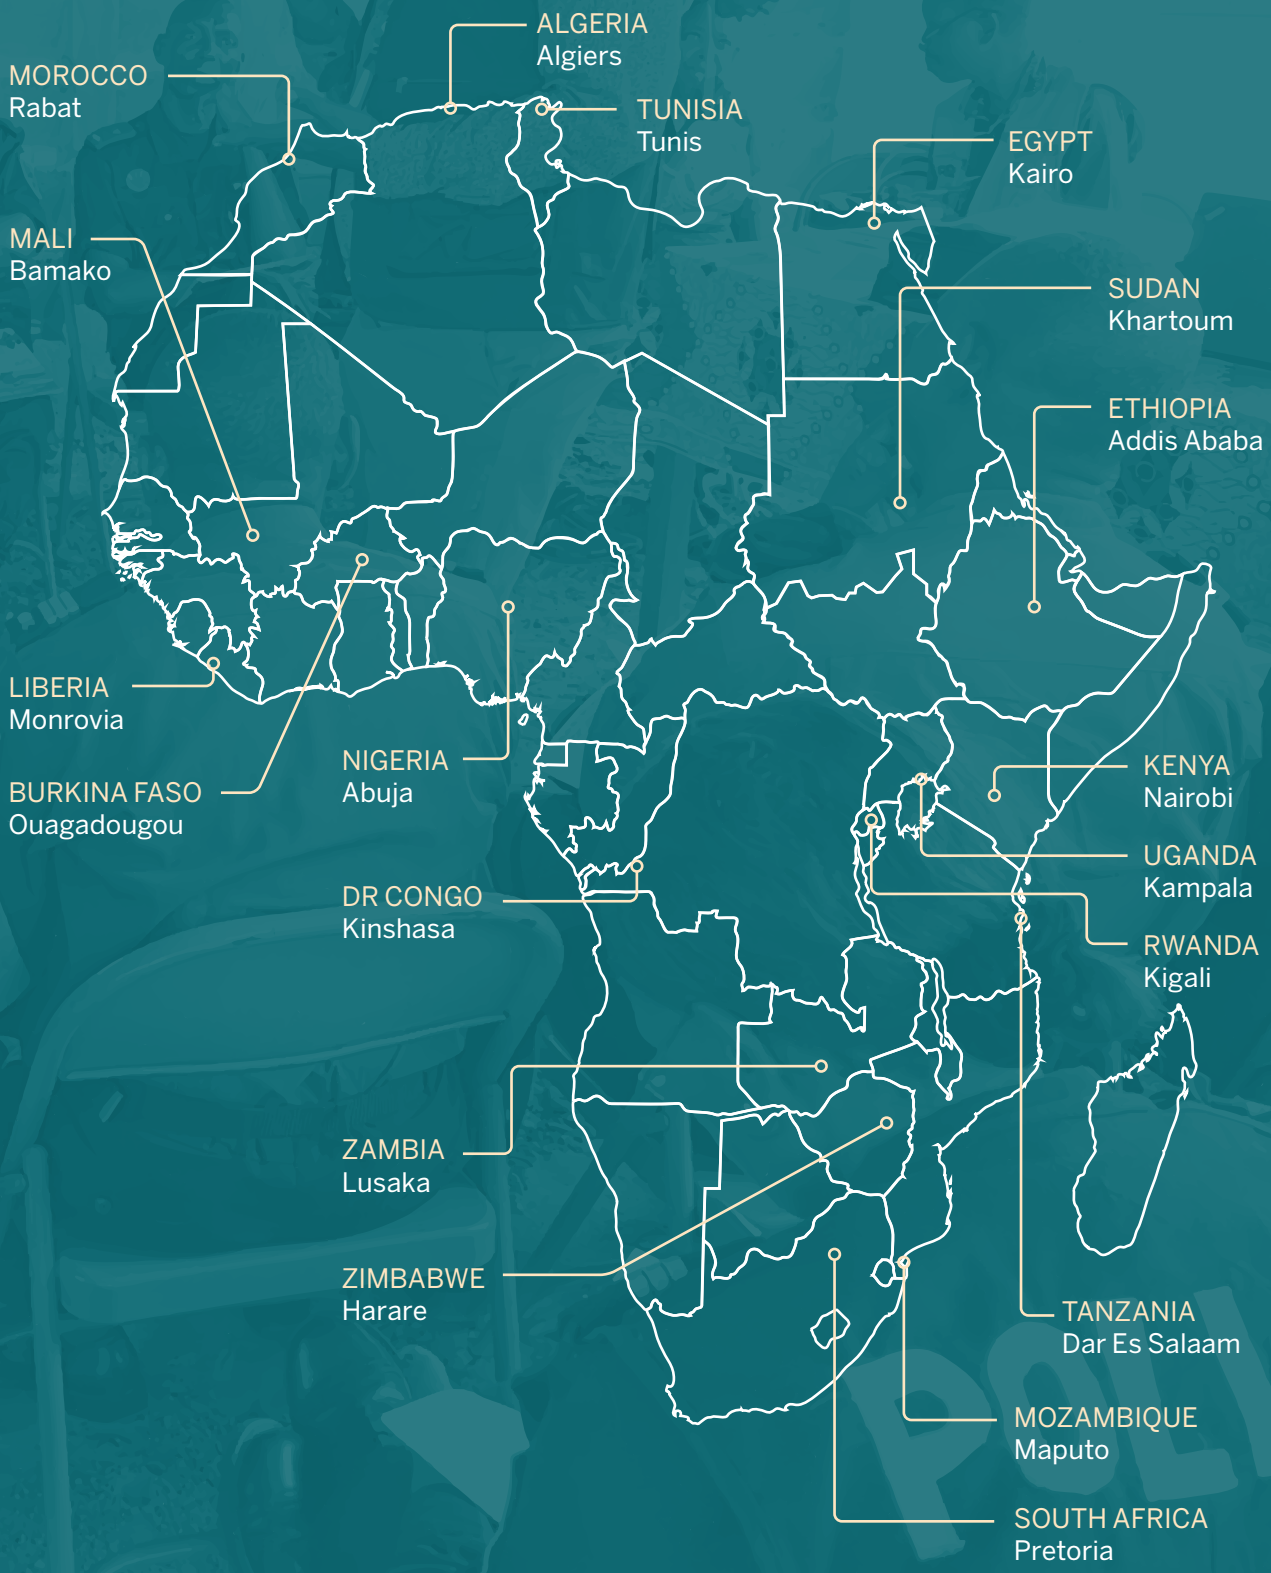 ALGERIA
Algiers
MOROCCO
Rabat
TUNISIA
Tunis
EGYPT
Kairo
MALI
Bamako
SUDAN
Khartoum
ETHIOPIA
Addis Ababa
LIBERIA
Monrovia
NIGERIA
Abuja
KENYA
Nairobi
BURKINA FASO
Ouagadougou
UGANDA
Kampala
DR CONGO
Kinshasa
RWANDA
Kigali
ZAMBIA
Lusaka
ZIMBABWE
Harare
TANZANIA
Dar Es Salaam
MOZAMBIQUE
Maputo
SOUTH AFRICA
Pretoria
POLI